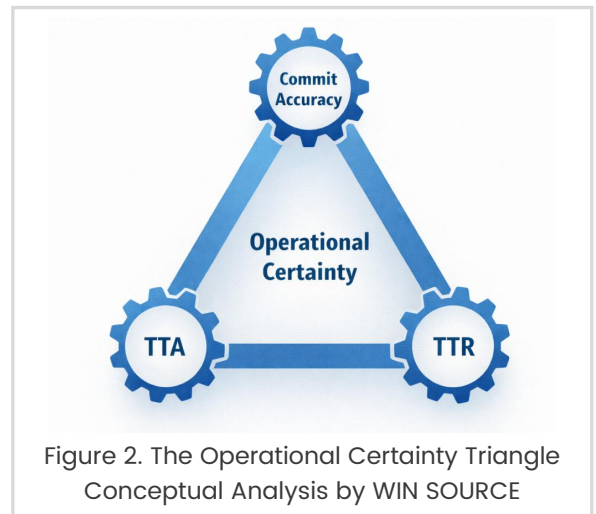 Commit
Accuracy
Operational
Certainty
TTA
TTR
Figure 2. The Operational Certainty Triangle
Conceptual Analysis by WIN SOURCE